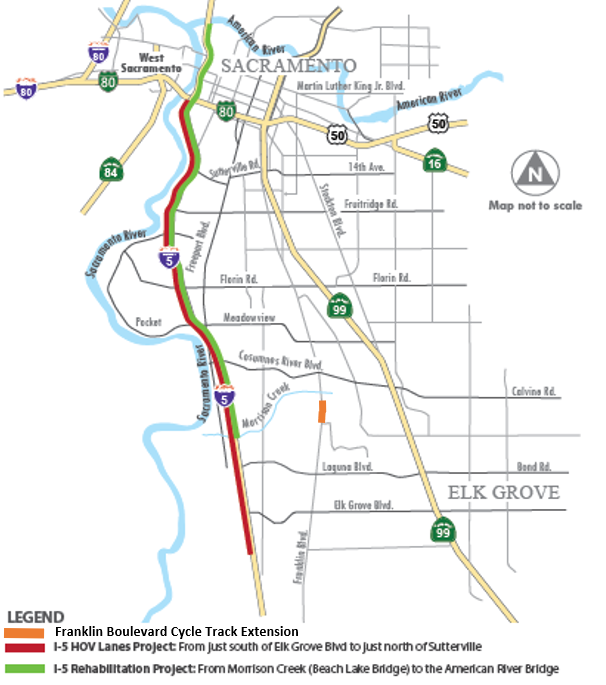 American River
80
West
Sacramento
SACRAMENTO
80
80
Martin Luther King Jr. Blvd.
American River
80
50
50
84
Sutterville Rd.
14th Ave.
16
N
Map not to scale
Stockton Blvd.
Fruitridge Rd.
Sacramento River
Freeport Blvd.
5
Florin Rd.
Florin Rd.
99
Pocket
Meadowview
Sacramento River
Cosumnes River Blvd.
5
Morrison Creek
Calvine Rd.
Laguna Blvd.
Bond Rd.
ELK GROVE
Elk Grove Blvd.
99
Franklin Blvd.
LEGEND
Franklin Boulevard Cycle Track Extension
I-5 HOV Lanes Project: From just south of Elk Grove Blvd to just north of Sutterville
I-5 Rehabilitation Project: From Morrison Creek (Beach Lake Bridge) to the American River Bridge